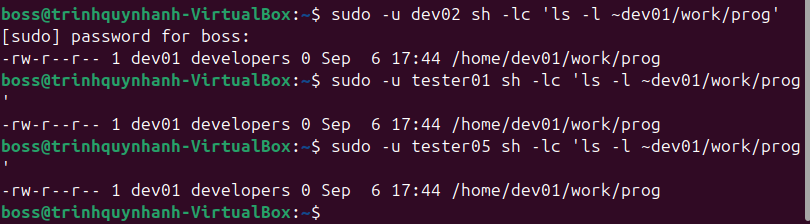 boss@trinhquynhanh-VirtualBox:~$ sudo -u dev02 sh -lc 'ls -l ~dev01/work/prog'
[sudo] password for boss:
-rw-r--r-- 1 dev01 developers 0 Sep  6 17:44 /home/dev01/work/prog
boss@trinhquynhanh-VirtualBox:~$ sudo -u tester01 sh -lc 'ls -l ~dev01/work/prog
'
-rw-r--r-- 1 dev01 developers 0 Sep  6 17:44 /home/dev01/work/prog
boss@trinhquynhanh-VirtualBox:~$ sudo -u tester05 sh -lc 'ls -l ~dev01/work/prog
'
-rw-r--r-- 1 dev01 developers 0 Sep  6 17:44 /home/dev01/work/prog
boss@trinhquynhanh-VirtualBox:~$